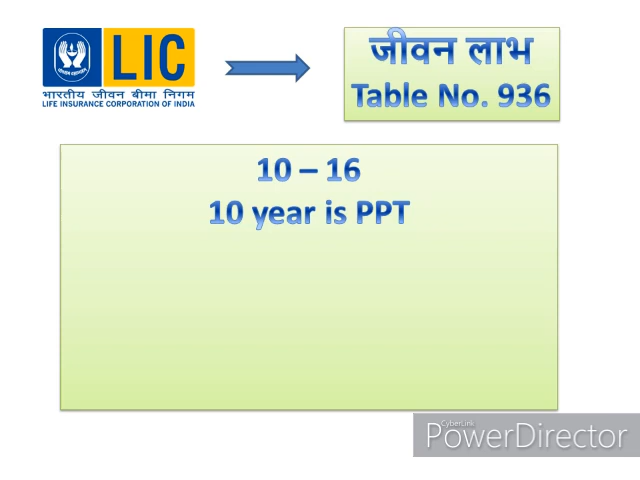 LIC
भारतीय जीवन बीमा निगम
LIFE INSURANCE CORPORATION OF INDIA
जीवन लाभ
Table No. 936
10 – 16
10 year is PPT
CyberLink
PowerDirector